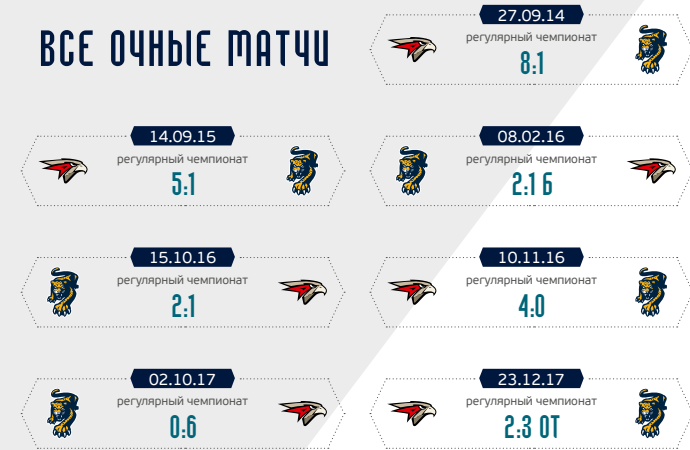 ВСЕ ОЧНЫЕ МАТЧИ
27.09.14
регулярный чемпионат
8:1
14.09.15
регулярный чемпионат
5:1
08.02.16
регулярный чемпионат
2:1 Б
15.10.16
регулярный чемпионат
2:1
10.11.16
регулярный чемпионат
4:0
02.10.17
регулярный чемпионат
0:6
23.12.17
регулярный чемпионат
2:3 ОТ